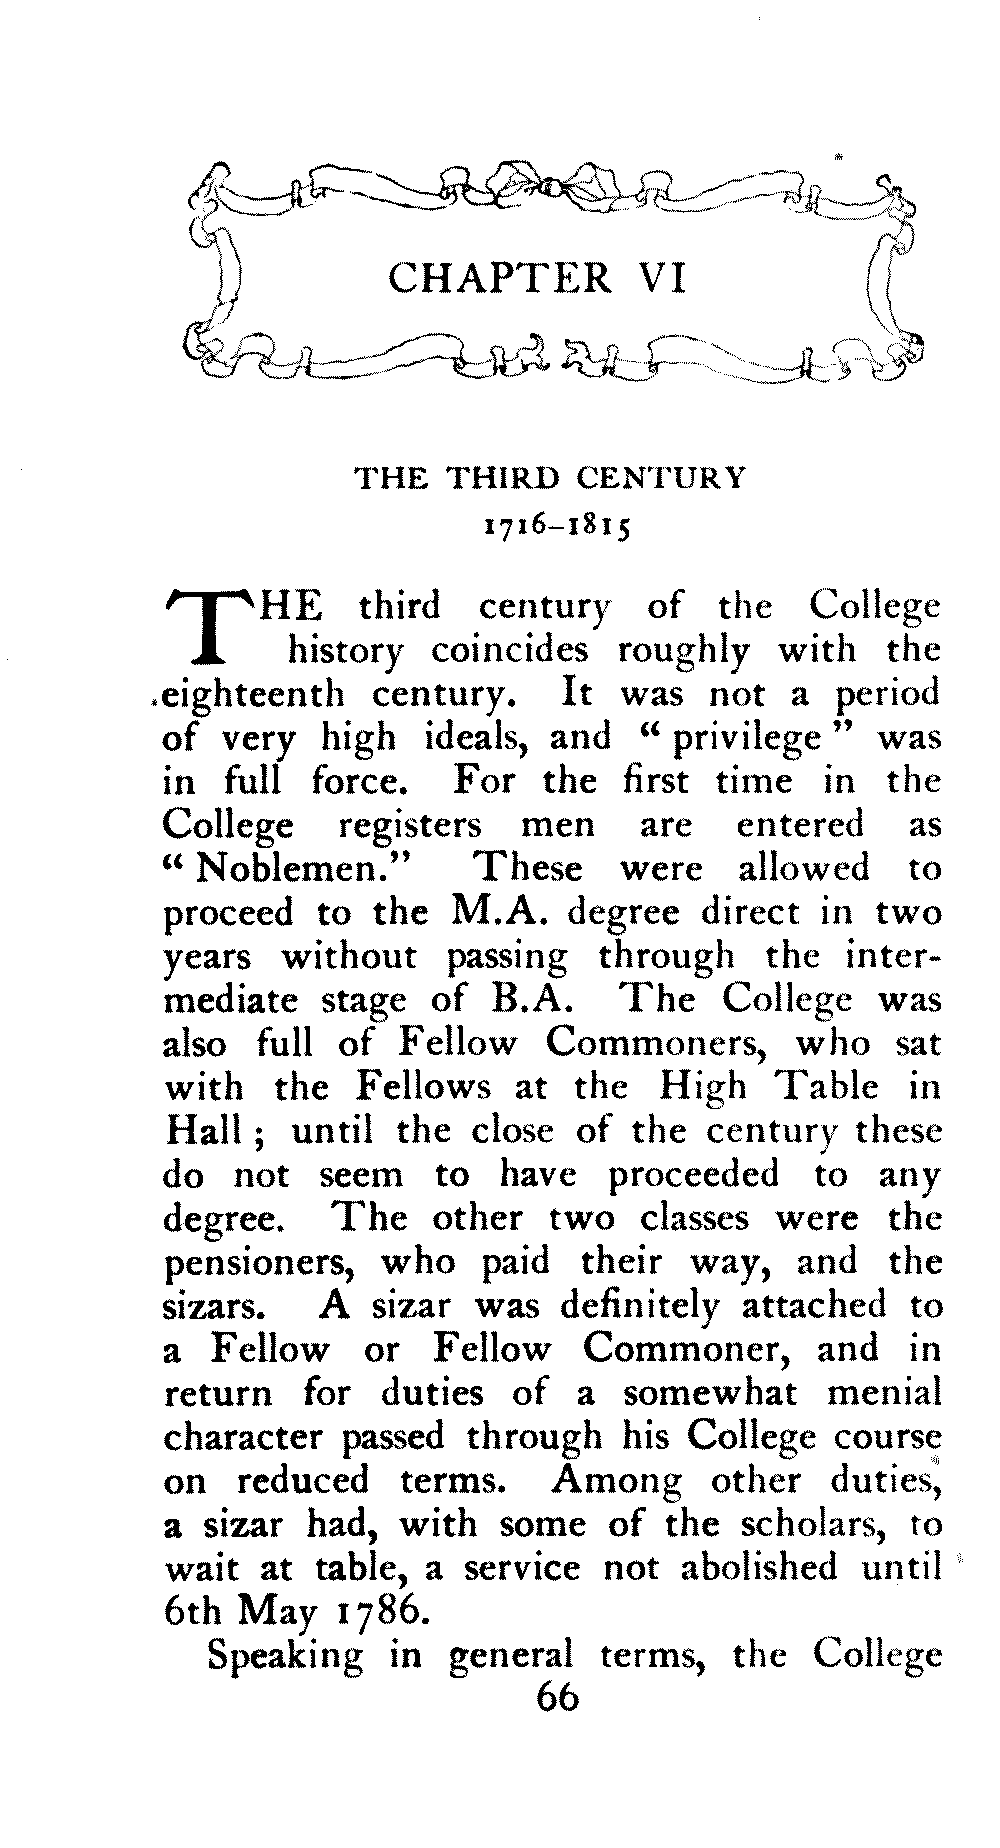 CHAPTER VI
THE THIRD CENTURY
1716–1815
THE third century of the College
history coincides roughly with the
eighteenth century. It was not a period
of very high ideals, and “ privilege ” was
in full force. For the first time in the
College registers men are entered as
“ Noblemen.” These were allowed to
proceed to the M.A. degree direct in two
years without passing through the inter-
mediate stage of B.A. The College was
also full of Fellow Commoners, who sat
with the Fellows at the High Table in
Hall ; until the close of the century these
do not seem to have proceeded to any
degree. The other two classes were the
pensioners, who paid their way, and the
sizars. A sizar was definitely attached to
a Fellow or Fellow Commoner, and in
return for duties of a somewhat menial
character passed through his College course
on reduced terms. Among other duties,
a sizar had, with some of the scholars, to
wait at table, a service not abolished until
6th May 1786.
Speaking in general terms, the College
66